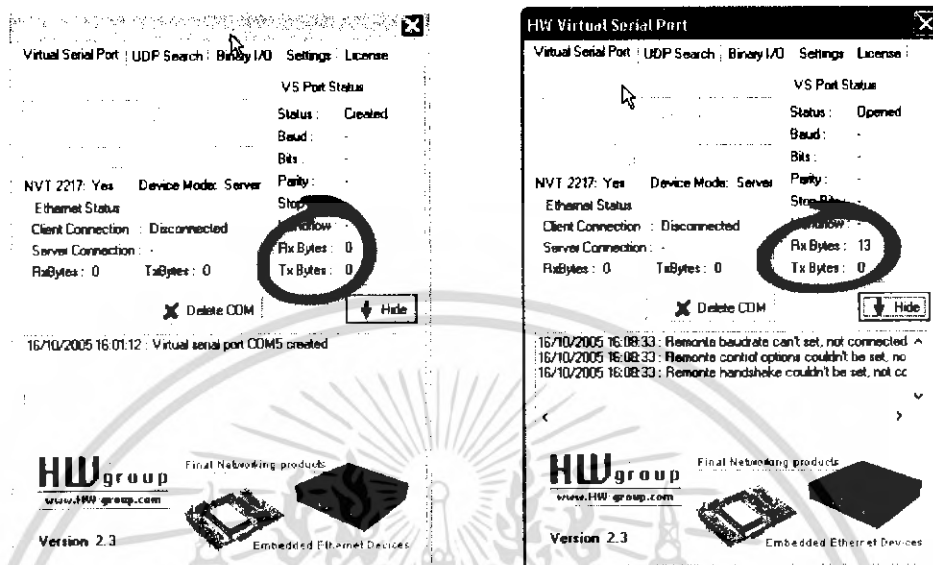 Virtual Serial Port UDP Search Binary I/O Settings License
VS Port Status
Status : Created
Baud : -
Bits : -
NVT 2217: Yes Device Mode: Server Parity : -
Ethernet Status Stop
Client Connection : Disconnected
Server Connection : - Rx Bytes : 0
RxBytes : 0 TxBytes : 0 Tx Bytes : 0
Delete COM Hide
16/10/2005 16:01:12 : Virtual serial port COM5 created
HWgroup Final Networking products
www.HW-group.com
Version 2.3 Embedded Ethernet Devices
HW Virtual Serial Port
Virtual Serial Port UDP Search Binary I/O Settings License
VS Port Status
Status : Opened
Baud : -
Bits : -
NVT 2217: Yes Device Mode: Server Parity : -
Ethernet Status Stop Bits
Client Connection : Disconnected
Server Connection : - Rx Bytes : 13
RxBytes : 0 TxBytes : 0 Tx Bytes : 0
Delete COM Hide
16/10/2005 16:08:33 : Remonte baudrate can't set, not connected
16/10/2005 16:08:33 : Remonte control options couldn't be set, no
16/10/2005 16:08:33 : Remonte handshake couldn't be set, not cc
HWgroup Final Networking products
www.HW-group.com
Version 2.3 Embedded Ethernet Devices